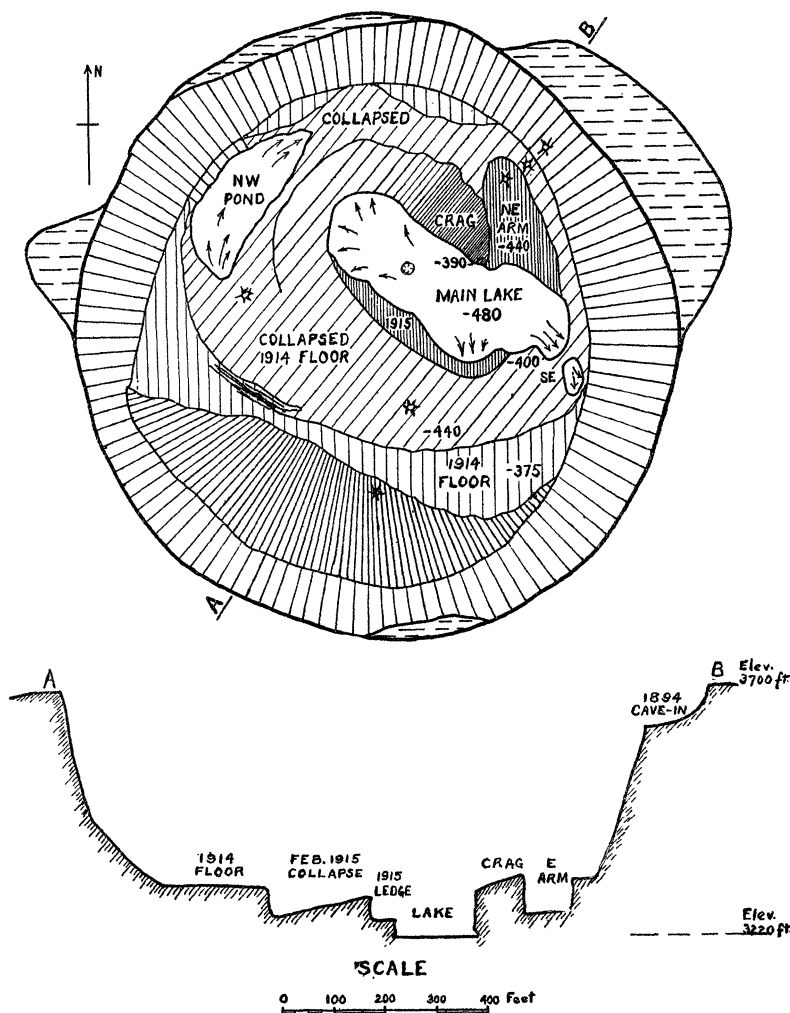 B
N
COLLAPSED
NW
POND
CRAG
NE
ARM
-440
-390
MAIN LAKE
-480
1915
COLLAPSED
1914 FLOOR
-400
SE
-440
1914
FLOOR
-375
A
A
B
Elev.
3700 ft.
1894
CAVE-IN
1914
FLOOR
FEB. 1915
COLLAPSE
1915
LEDGE
LAKE
CRAG
E
ARM
Elev.
3220 ft.
SCALE
0 100 200 300 400 Feet